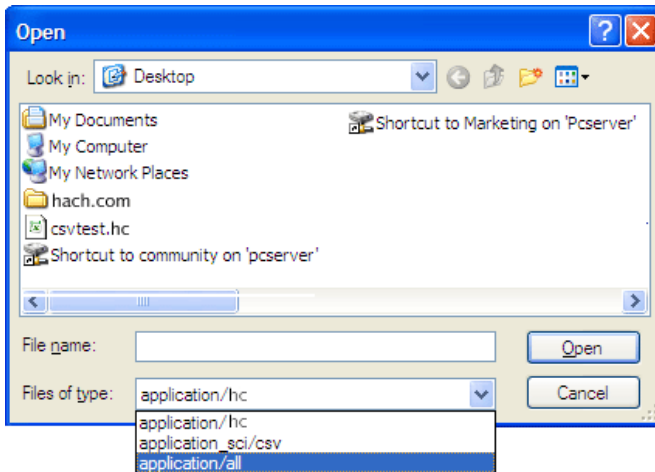 Open
Look in: Desktop
My Documents
My Computer
My Network Places
hach.com
csvtest.hc
Shortcut to community on 'pcserver'
Shortcut to Marketing on 'Pcserver'
File name:
Open
Files of type: application/hc
Cancel
application/hc
application_sci/csv
application/all